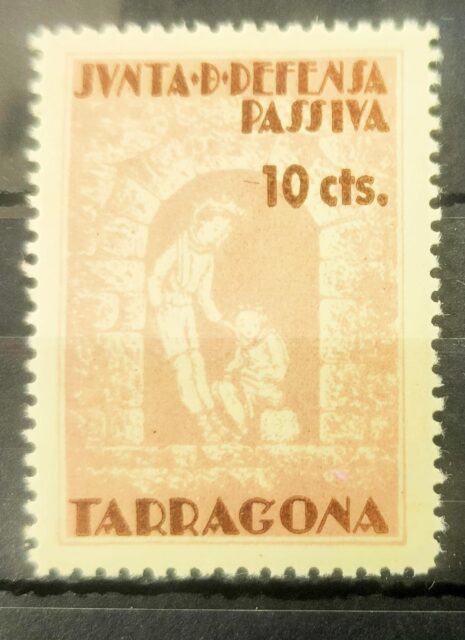 JVNTA·D·DEFENSA
PASSIVA
10 cts.
TARRAGONA